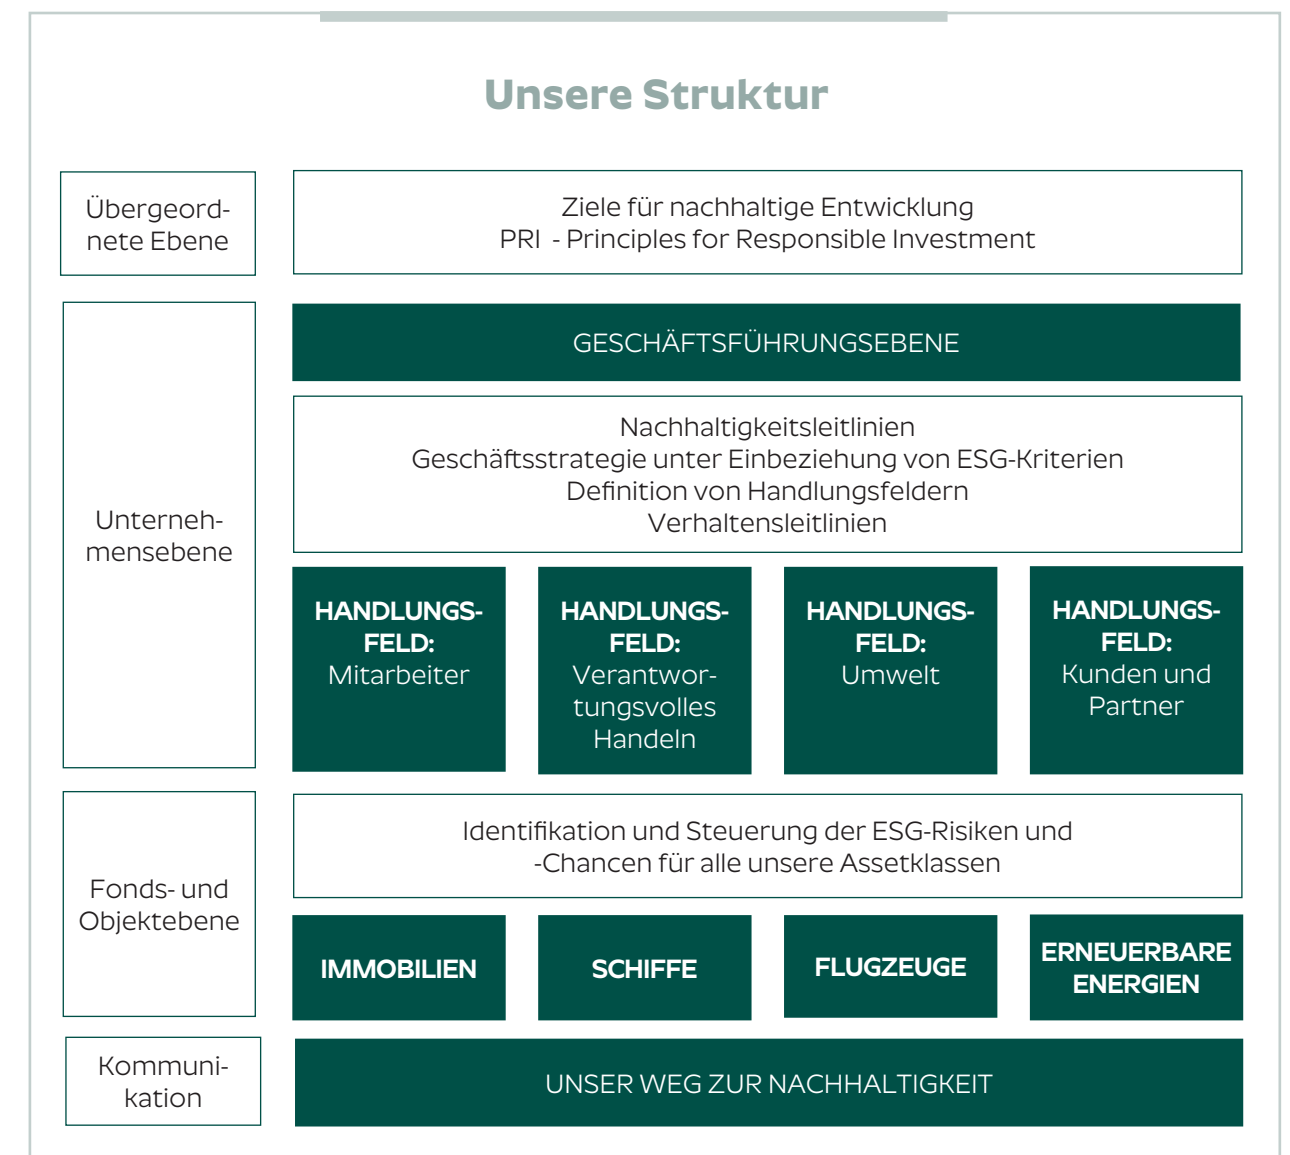 Unsere Struktur
Übergeord-
nete Ebene
Ziele für nachhaltige Entwicklung
PRI - Principles for Responsible Investment
Unterneh-
mensebene
GESCHÄFTSFÜHRUNGSEBENE
Nachhaltigkeitsleitlinien
Geschäftsstrategie unter Einbeziehung von ESG-Kriterien
Definition von Handlungsfeldern
Verhaltensleitlinien
HANDLUNGS-
FELD:
Mitarbeiter
HANDLUNGS-
FELD:
Verantwor-
tungsvolles
Handeln
HANDLUNGS-
FELD:
Umwelt
HANDLUNGS-
FELD:
Kunden und
Partner
Fonds- und
Objektebene
Identifikation und Steuerung der ESG-Risiken und
-Chancen für alle unsere Assetklassen
IMMOBILIEN
SCHIFFE
FLUGZEUGE
ERNEUERBARE
ENERGIEN
Kommuni-
kation
UNSER WEG ZUR NACHHALTIGKEIT